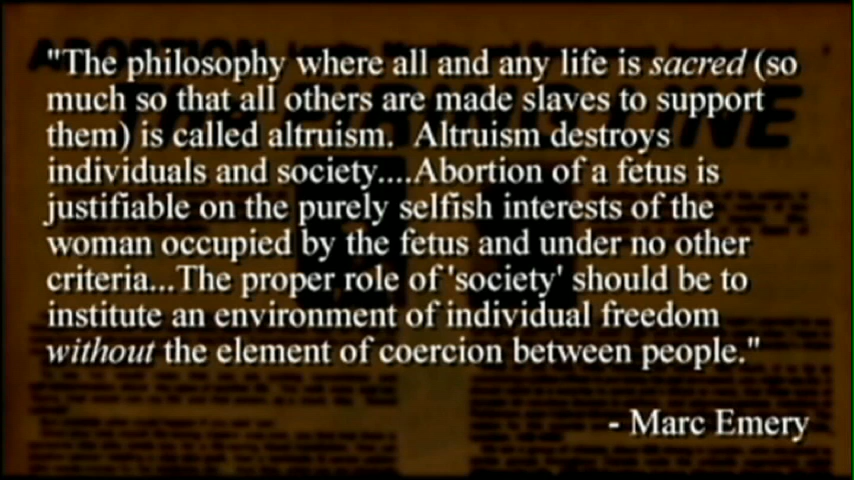 "The philosophy where all and any life is sacred (so
much so that all others are made slaves to support
them) is called altruism. Altruism destroys
individuals and society....Abortion of a fetus is
justifiable on the purely selfish interests of the
woman occupied by the fetus and under no other
criteria...The proper role of 'society' should be to
institute an environment of individual freedom
without the element of coercion between people."
- Marc Emery